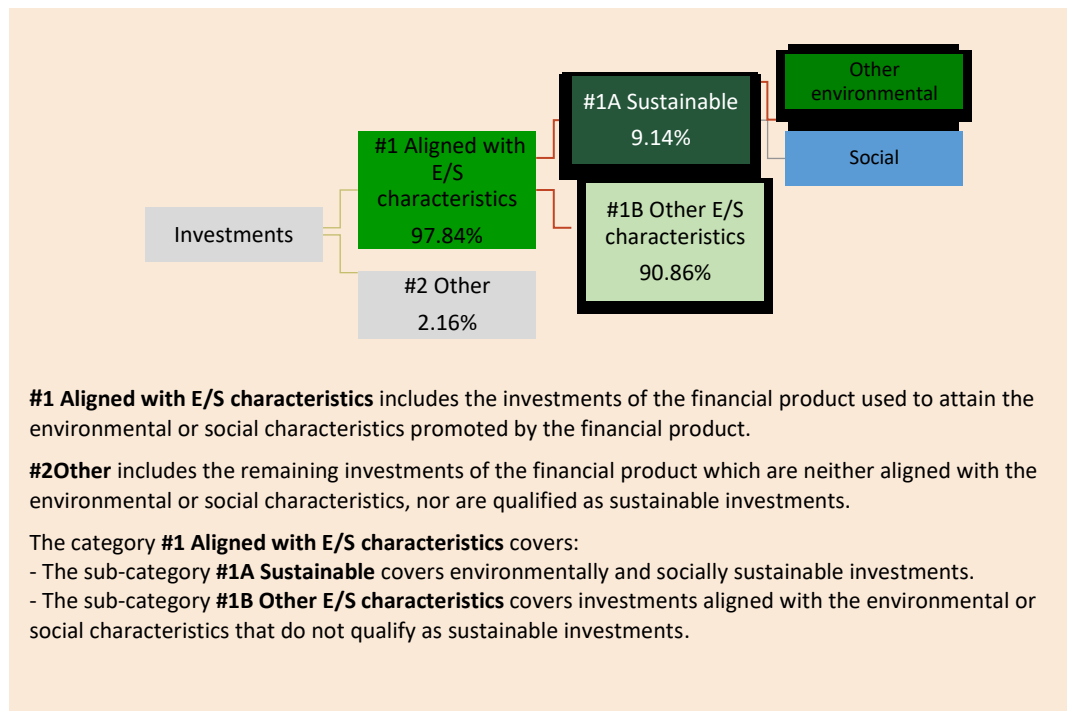 Investments
#1 Aligned with
E/S
characteristics
97.84%
#2 Other
2.16%
#1A Sustainable
9.14%
#1B Other E/S
characteristics
90.86%
Other
environmental
Social
#1 Aligned with E/S characteristics includes the investments of the financial product used to attain the
environmental or social characteristics promoted by the financial product.
#2Other includes the remaining investments of the financial product which are neither aligned with the
environmental or social characteristics, nor are qualified as sustainable investments.
The category #1 Aligned with E/S characteristics covers:
- The sub-category #1A Sustainable covers environmentally and socially sustainable investments.
- The sub-category #1B Other E/S characteristics covers investments aligned with the environmental or
social characteristics that do not qualify as sustainable investments.